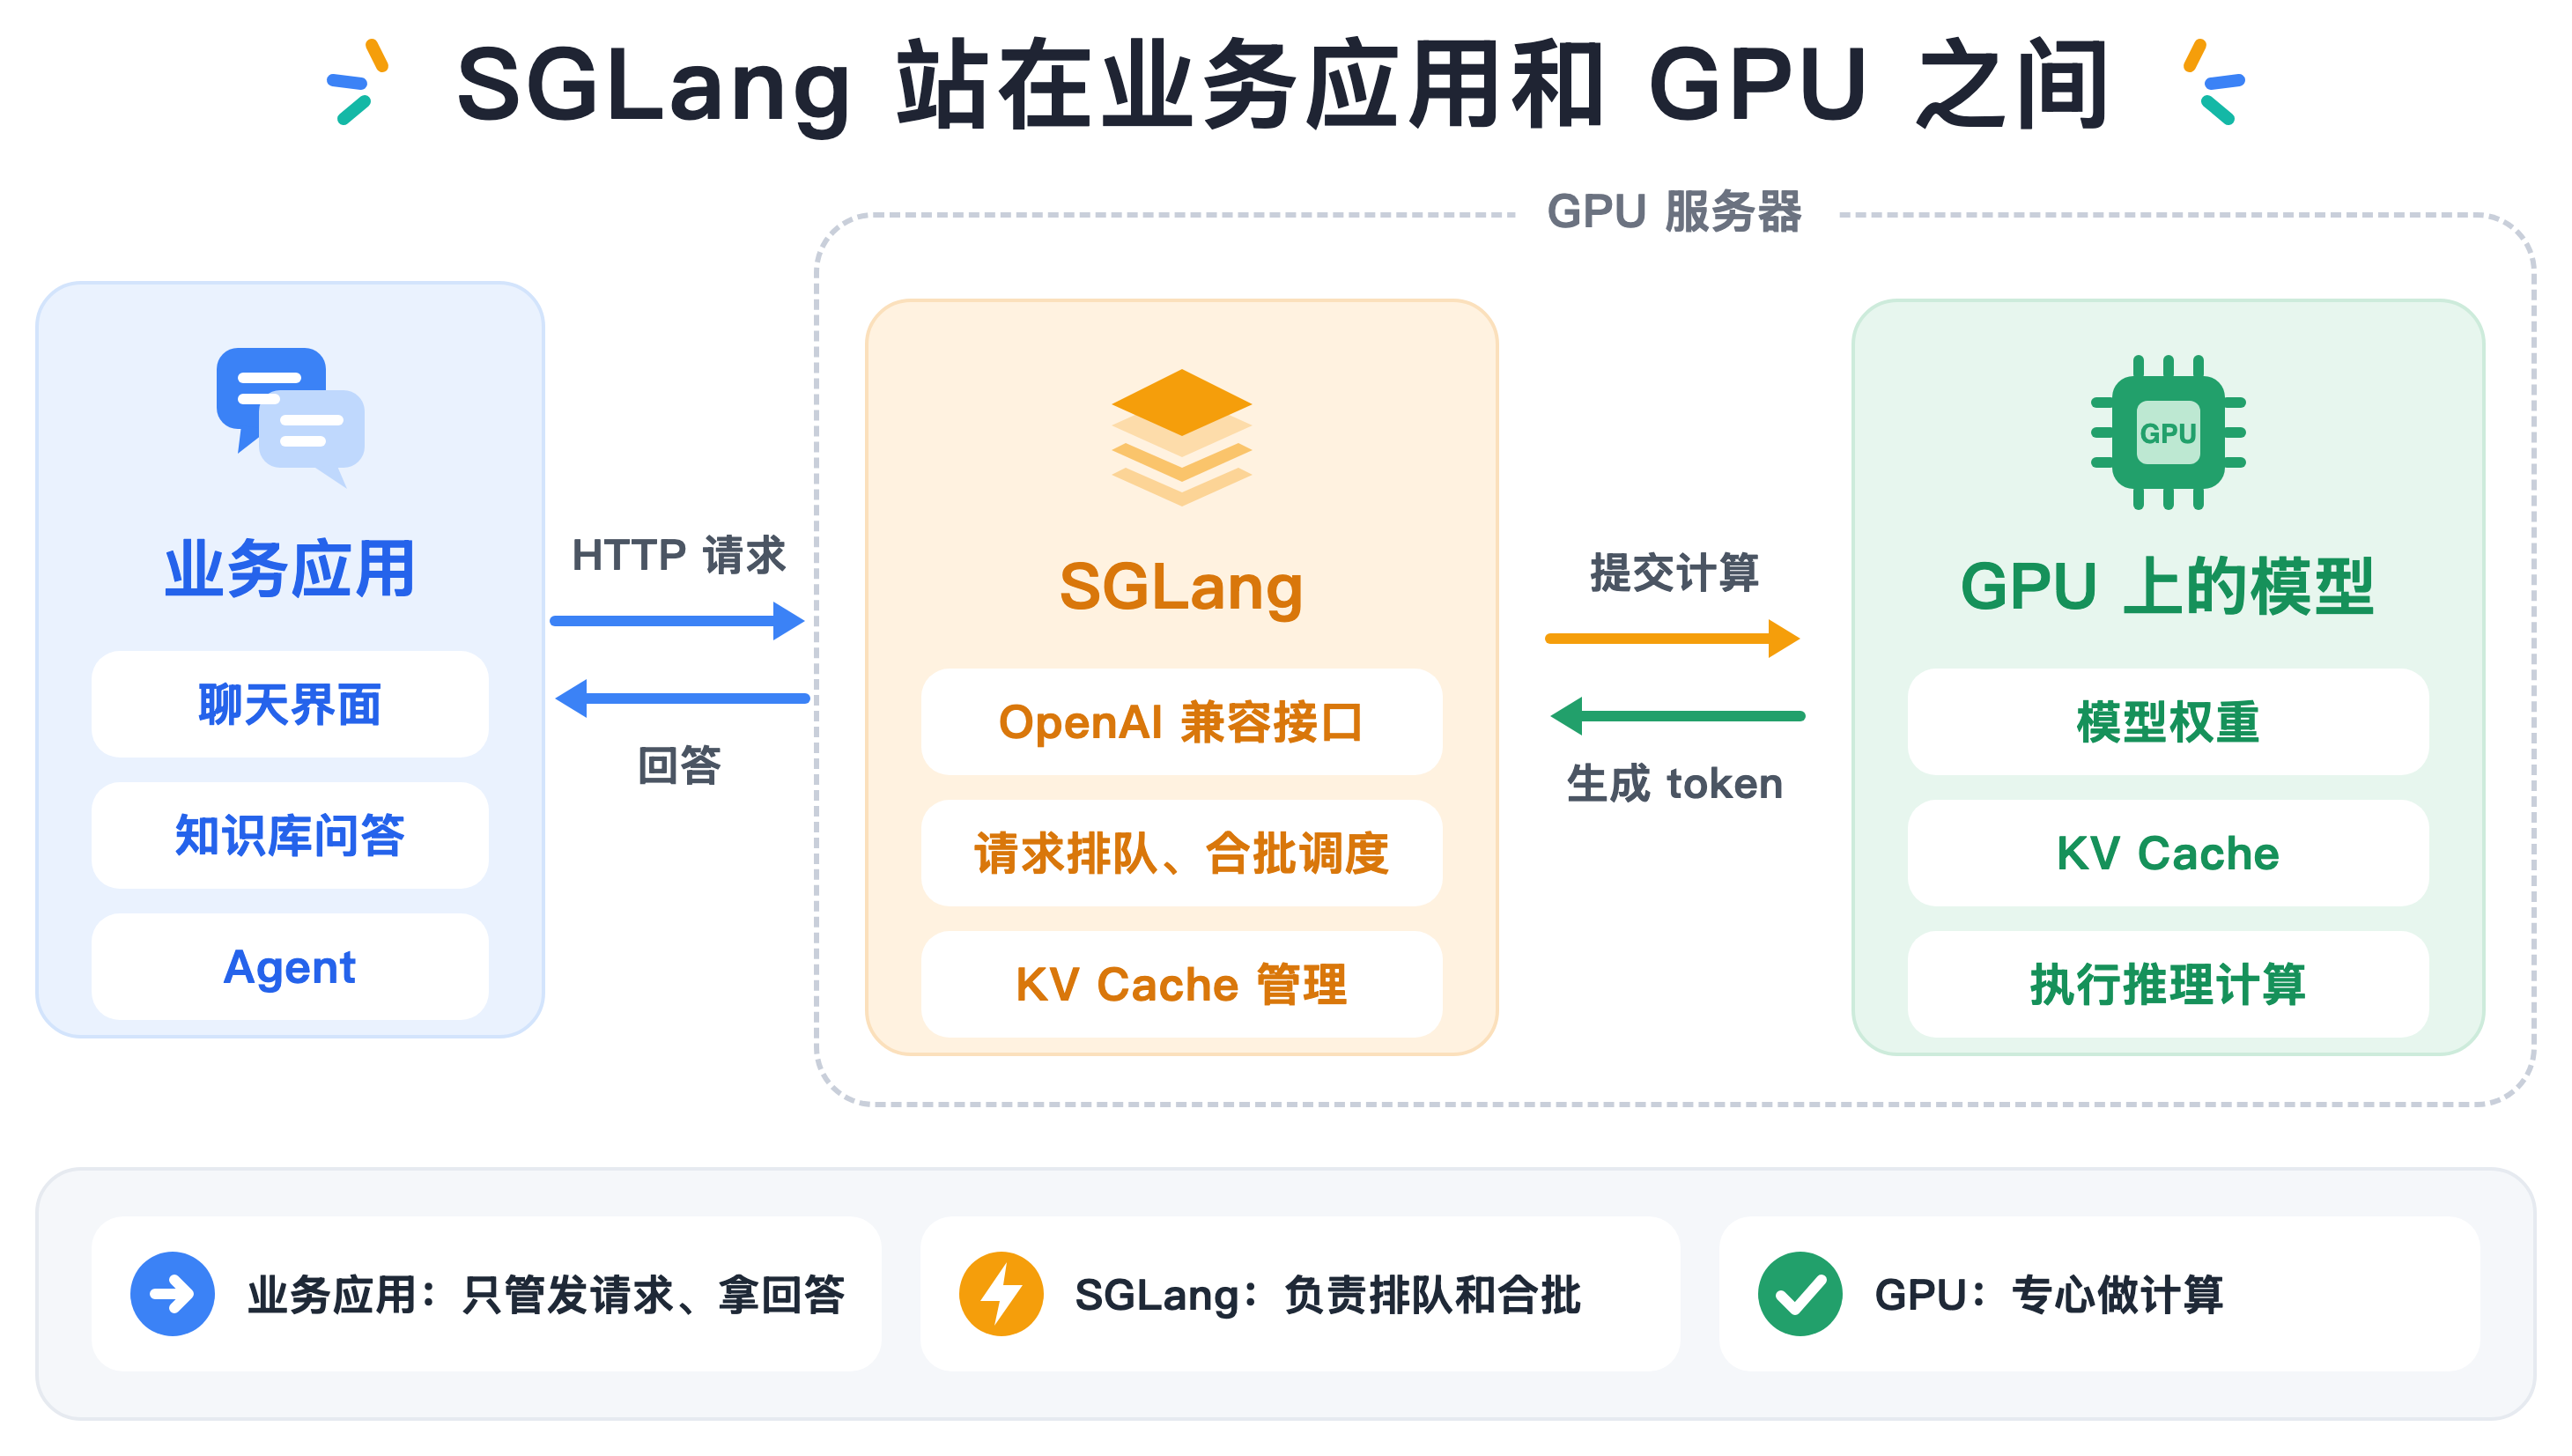 SGLang 站在业务应用和 GPU 之间
GPU 服务器
业务应用
聊天界面
知识库问答
Agent
HTTP 请求
回答
SGLang
OpenAI 兼容接口
请求排队、合批调度
KV Cache 管理
提交计算
生成 token
GPU
GPU 上的模型
模型权重
KV Cache
执行推理计算
业务应用：只管发请求、拿回答
SGLang：负责排队和合批
GPU：专心做计算